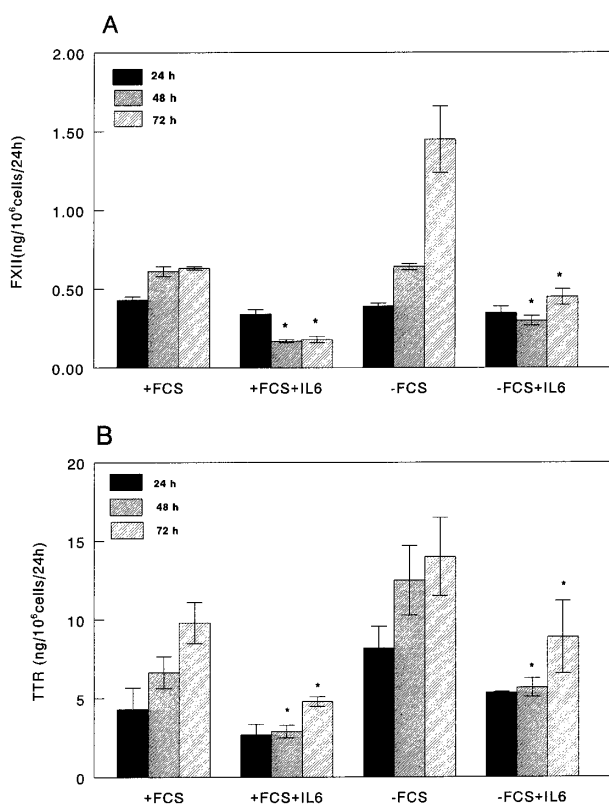 A
2.00
1.50
1.00
0.50
0.00
FXII(ng/10⁶cells/24h)
24 h
48 h
72 h
*
*
*
*
+FCS
+FCS+IL6
-FCS
-FCS+IL6
B
20
15
10
5
0
TTR (ng/10⁶cells/24h)
24 h
48 h
72 h
*
*
*
*
+FCS
+FCS+IL6
-FCS
-FCS+IL6